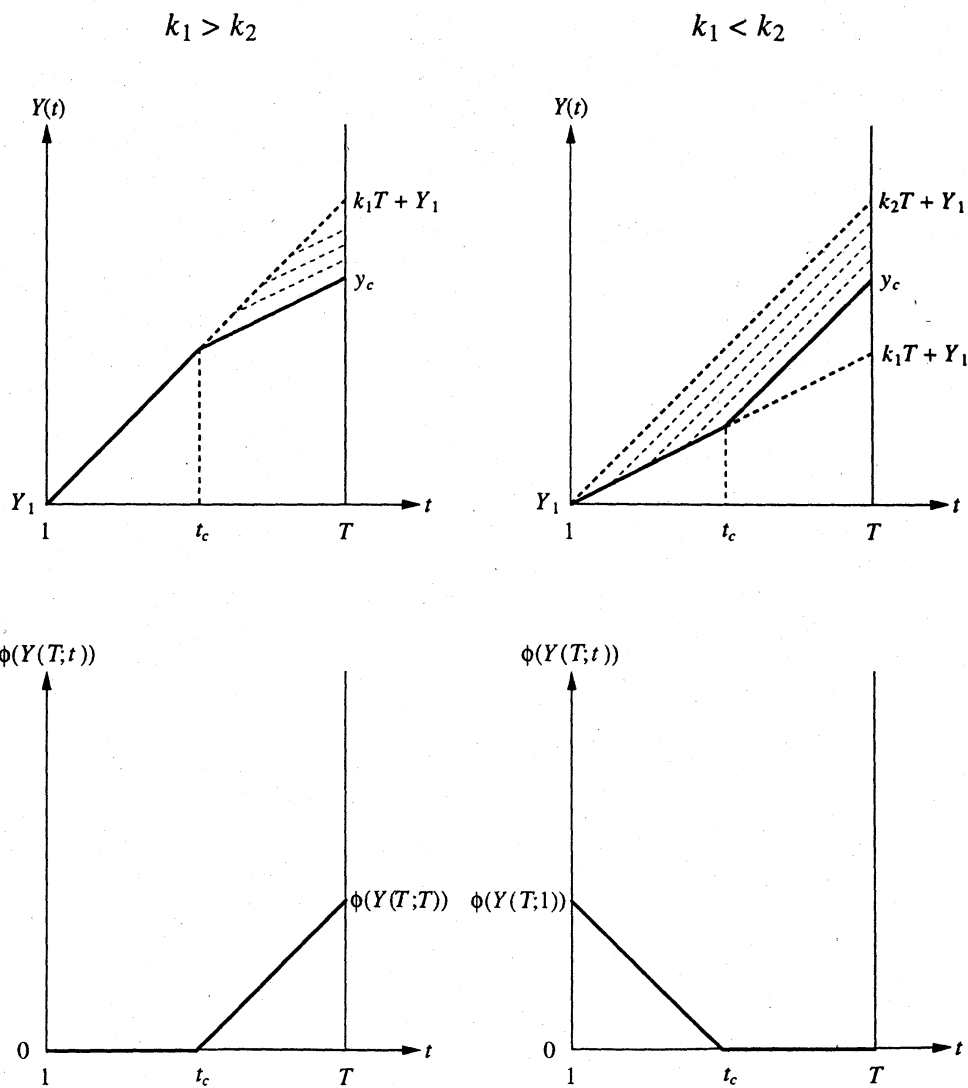 k₁ > k₂
k₁ < k₂
Y(t)
k₁T + Y₁
y_c
Y₁
1
t_c
T
t
Y(t)
k₂T + Y₁
y_c
k₁T + Y₁
Y₁
1
t_c
T
t
ϕ(Y(T;t))
ϕ(Y(T;T))
0
1
t_c
T
t
ϕ(Y(T;t))
ϕ(Y(T;1))
0
1
t_c
T
t